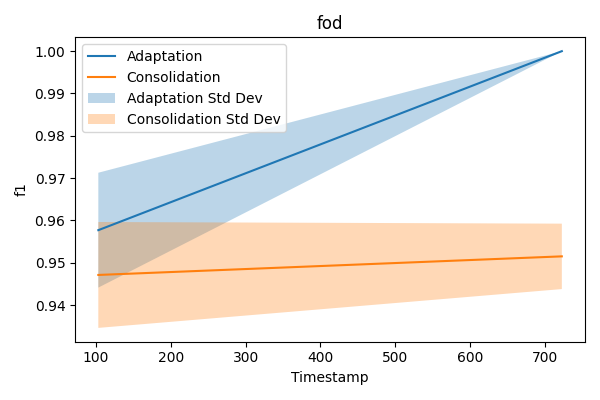 fod
Adaptation
Consolidation
Adaptation Std Dev
Consolidation Std Dev
f1
1.00
0.99
0.98
0.97
0.96
0.95
0.94
100 200 300 400 500 600 700
Timestamp